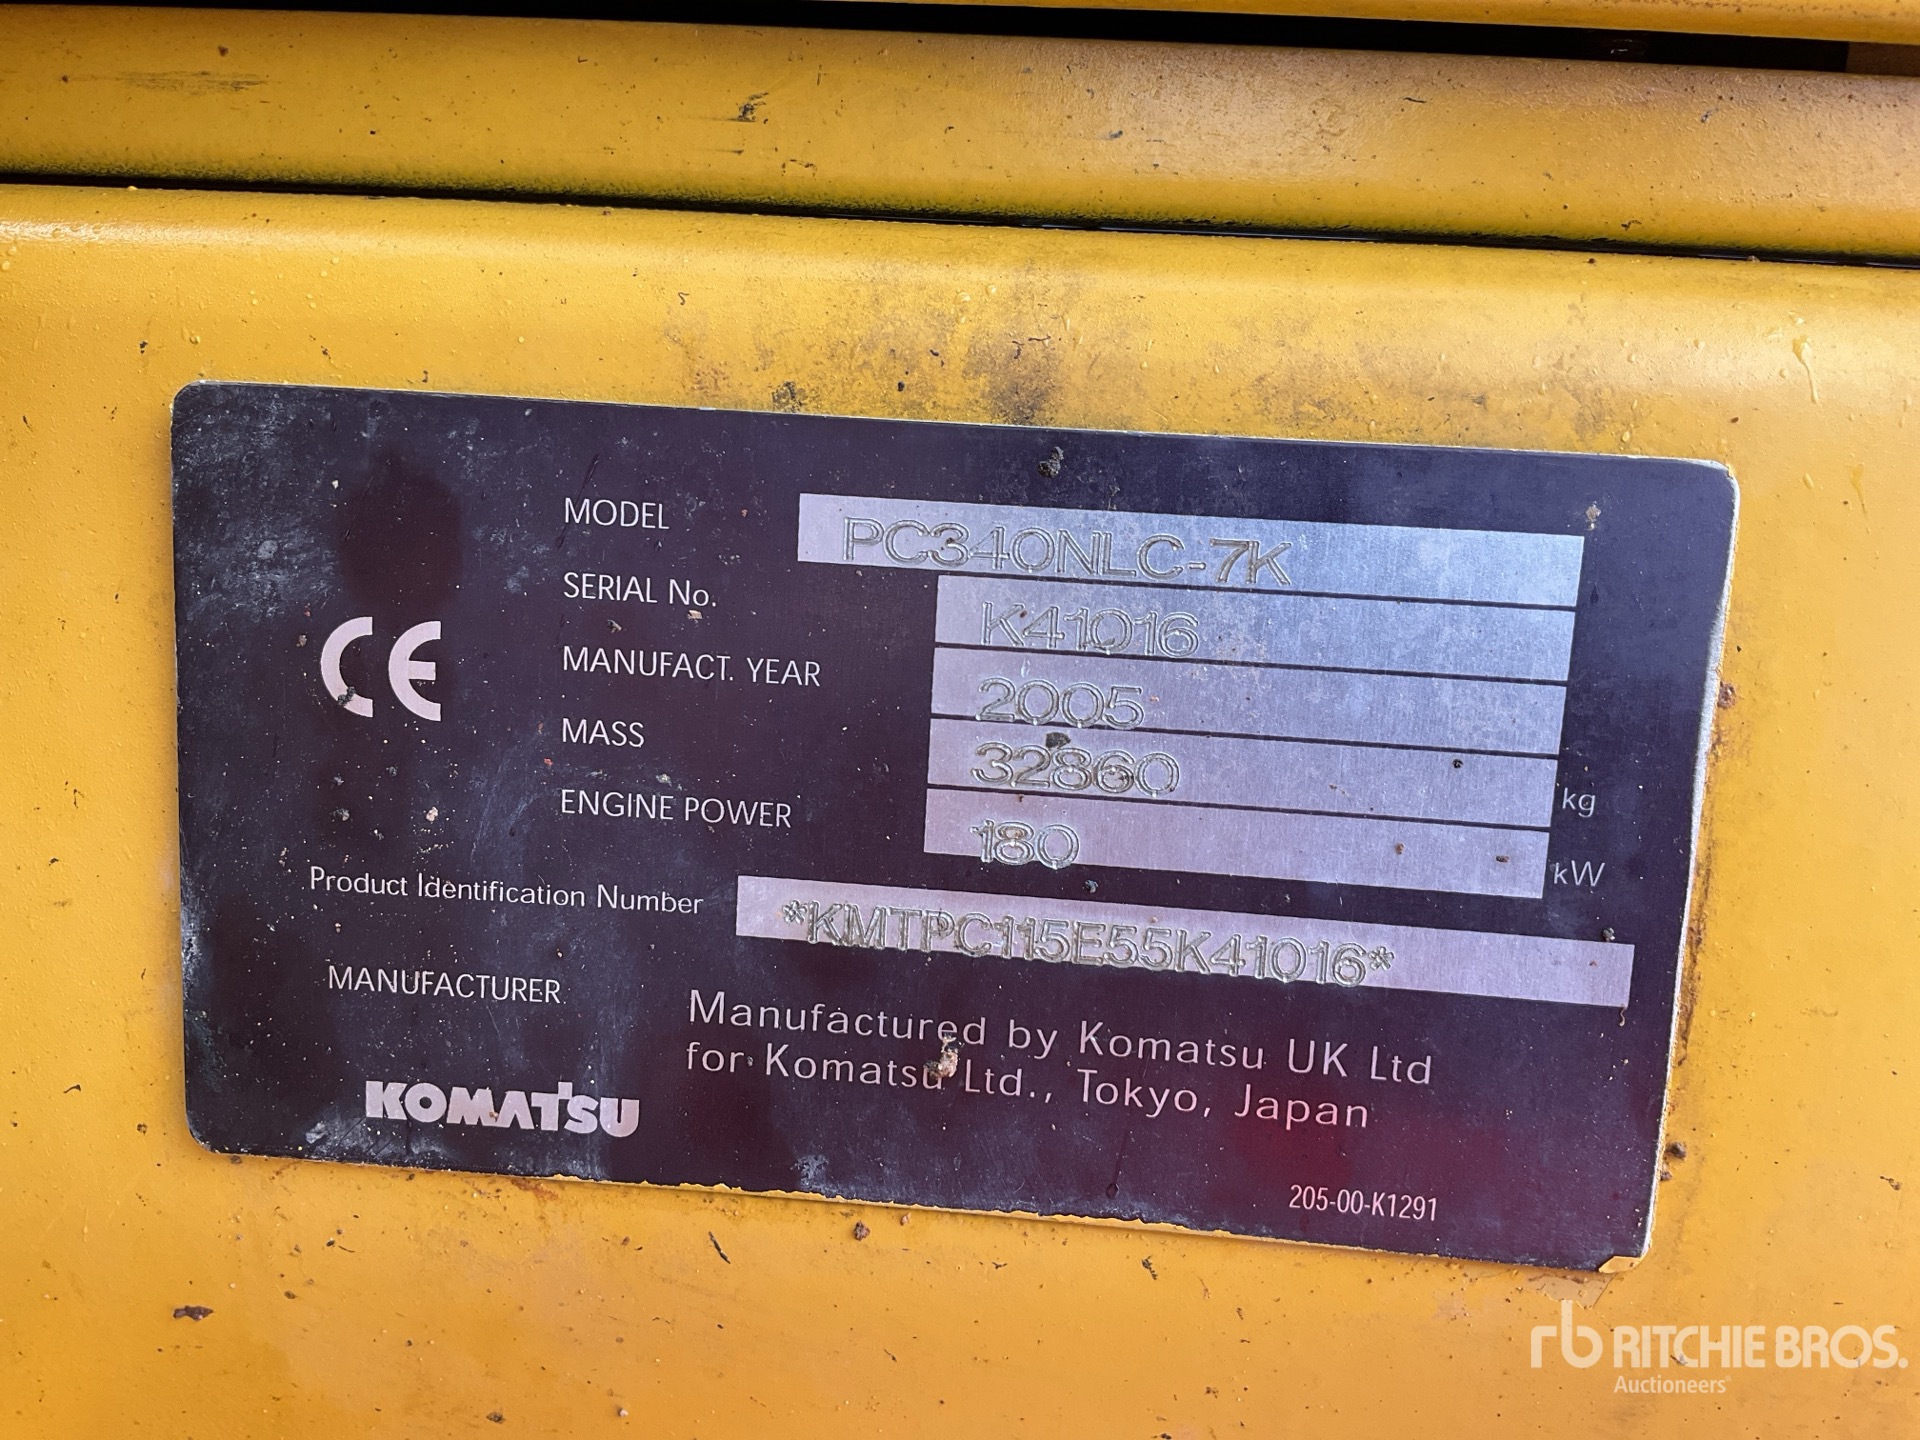 MODEL PC340NLC-7K
SERIAL No. K41016
MANUFACT. YEAR 2005
MASS 32860 kg
ENGINE POWER 180 kW
Product Identification Number *KMTPC115E55K41016*
MANUFACTURER
Manufactured by Komatsu UK Ltd
for Komatsu Ltd., Tokyo, Japan
CE
KOMATSU
205-00-K1291
rb RITCHIE BROS.
Auctioneers